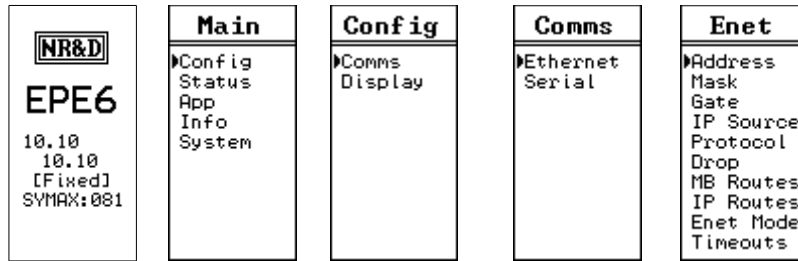 NR&D
EPE6
10.10
10.10
[Fixed]
SYMAX:081
Main
Config
Status
App
Info
System
Config
Comms
Display
Comms
Ethernet
Serial
Enet
Address
Mask
Gate
IP Source
Protocol
Drop
MB Routes
IP Routes
Enet Mode
Timeouts